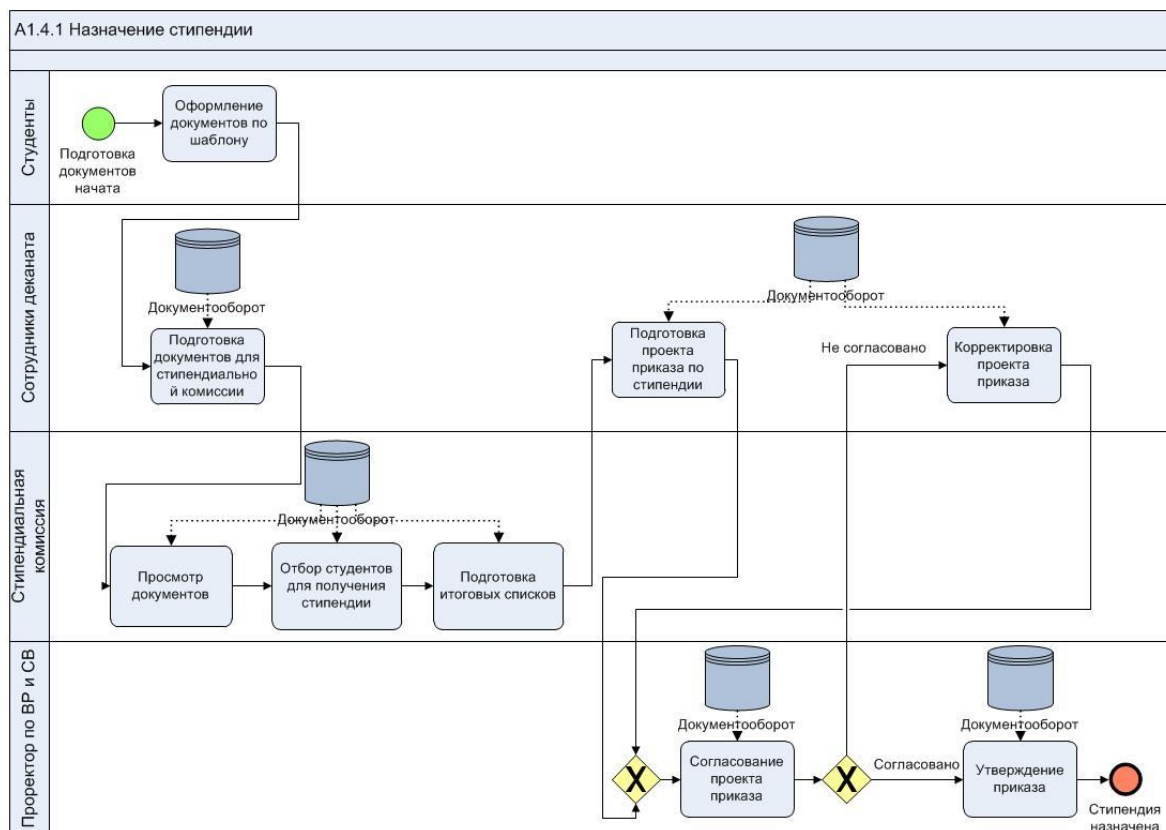 А1.4.1 Назначение стипендии
Студенты
Оформление
документов по
шаблону
Подготовка
документов
начата
Сотрудники деканата
Документооборот
Подготовка
документов для
стипендиально
й комиссии
Документооборот
Подготовка
проекта
приказа по
стипендии
Не согласовано
Корректировка
проекта
приказа
Стипендиальная
комиссия
Документооборот
Просмотр
документов
Отбор студентов
для получения
стипендии
Подготовка
итоговых списков
Проректор по ВР и СВ
Документооборот
Документооборот
X
Согласование
проекта
приказа
X
Согласовано
Утверждение
приказа
Стипендия
назначена